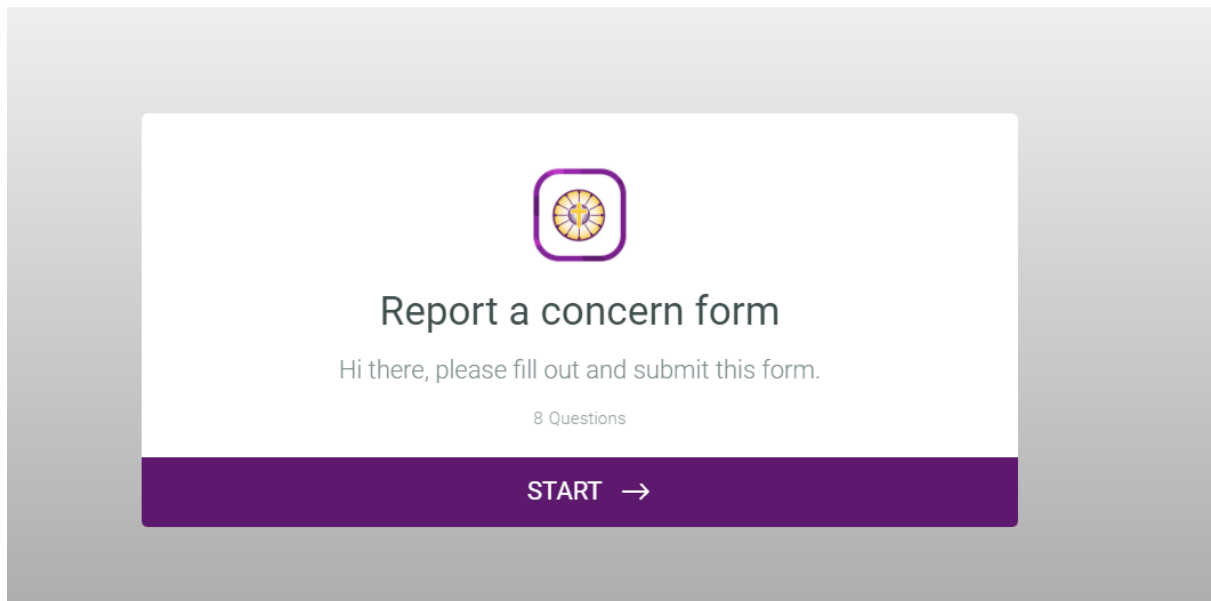 Report a concern form
Hi there, please fill out and submit this form.
8 Questions
START →